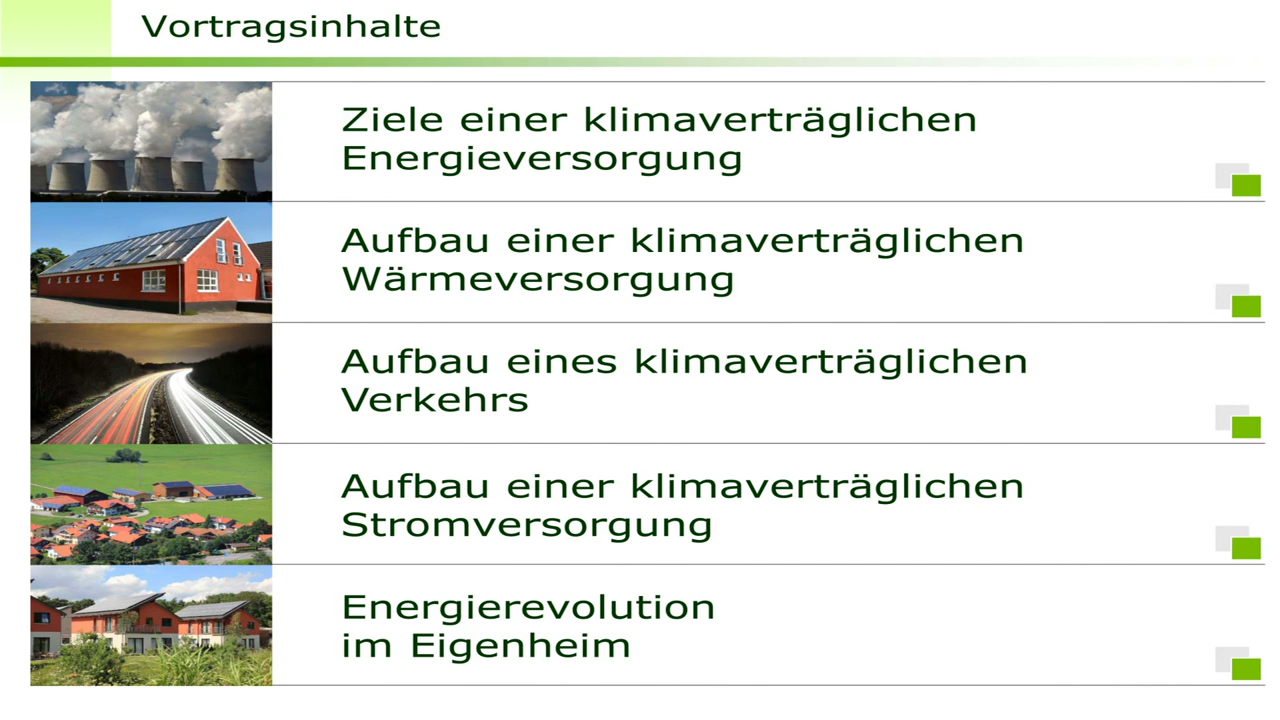 Vortragsinhalte
Ziele einer klimaverträglichen
Energieversorgung
Aufbau einer klimaverträglichen
Wärmeversorgung
Aufbau eines klimaverträglichen
Verkehrs
Aufbau einer klimaverträglichen
Stromversorgung
Energierevolution
im Eigenheim